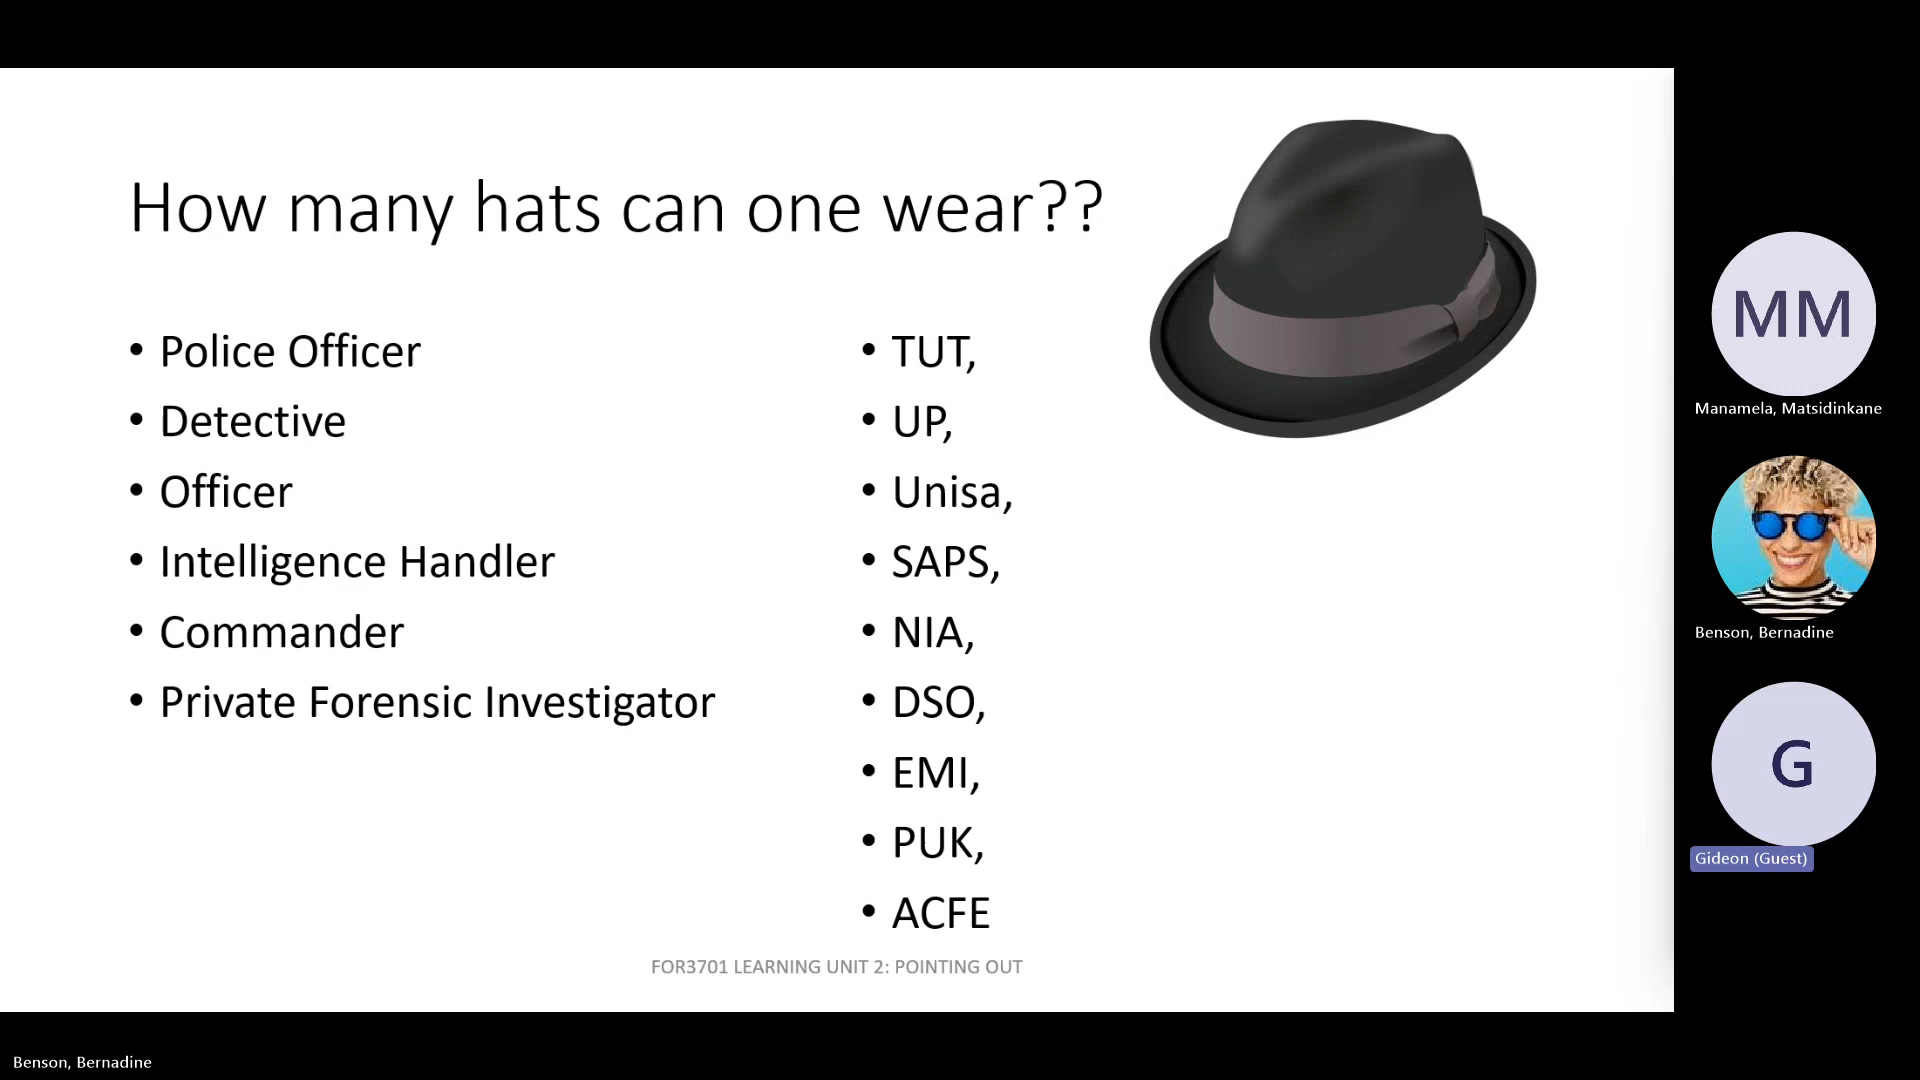 How many hats can one wear??
• Police Officer
• Detective
• Officer
• Intelligence Handler
• Commander
• Private Forensic Investigator
• TUT,
• UP,
• Unisa,
• SAPS,
• NIA,
• DSO,
• EMI,
• PUK,
• ACFE
FOR3701 LEARNING UNIT 2: POINTING OUT
MM
Manamela, Matsidinkane
Benson, Bernadine
G
Gideon (Guest)
Benson, Bernadine